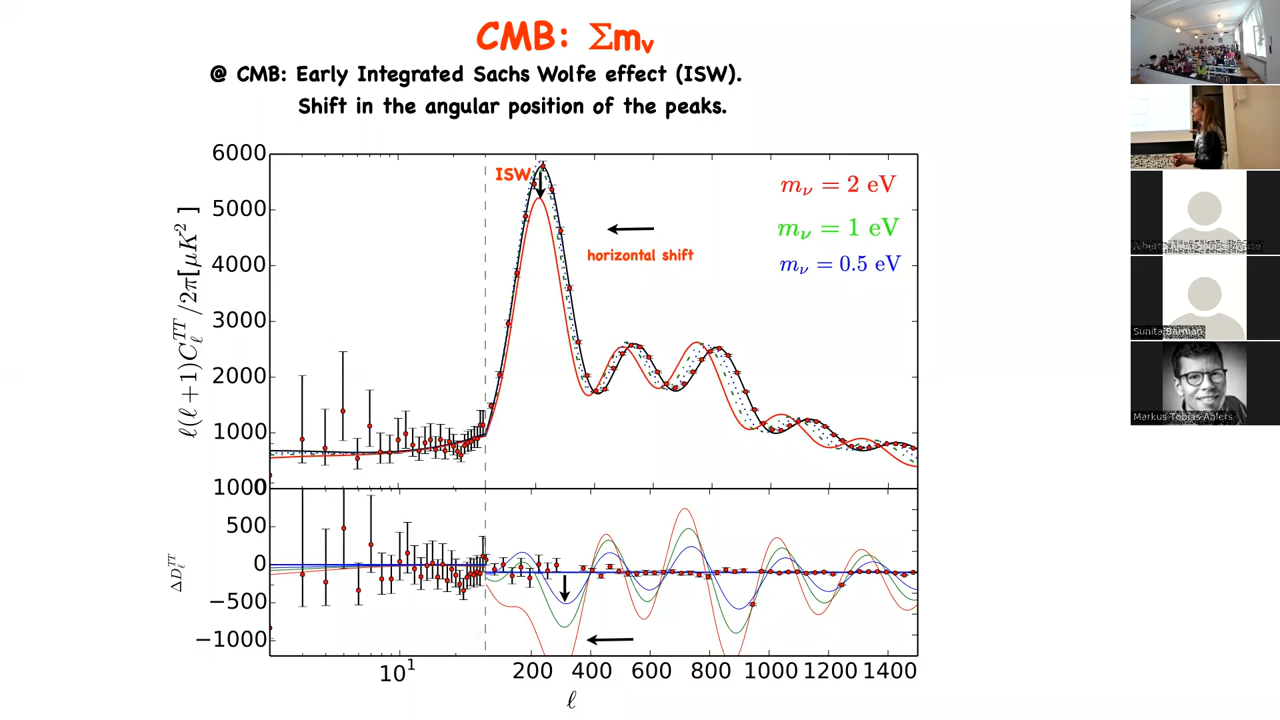 CMB: Σmν
@ CMB: Early Integrated Sachs Wolfe effect (ISW).
Shift in the angular position of the peaks.
6000
5000
4000
3000
2000
1000
ℓ(ℓ+1)C_ℓ^{TT}/2π[μK²]
ISW
horizontal shift
m_ν = 2 eV
m_ν = 1 eV
m_ν = 0.5 eV
1000
500
0
−500
−1000
ΔD_ℓ^{TT}
10¹ 200 400 600 800 1000 1200 1400
ℓ
Sunita Barman
Markus Tobias Ahlers